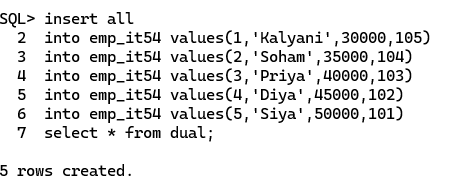 SQL> insert all
  2  into emp_it54 values(1,'Kalyani',30000,105)
  3  into emp_it54 values(2,'Soham',35000,104)
  4  into emp_it54 values(3,'Priya',40000,103)
  5  into emp_it54 values(4,'Diya',45000,102)
  6  into emp_it54 values(5,'Siya',50000,101)
  7  select * from dual;
5 rows created.